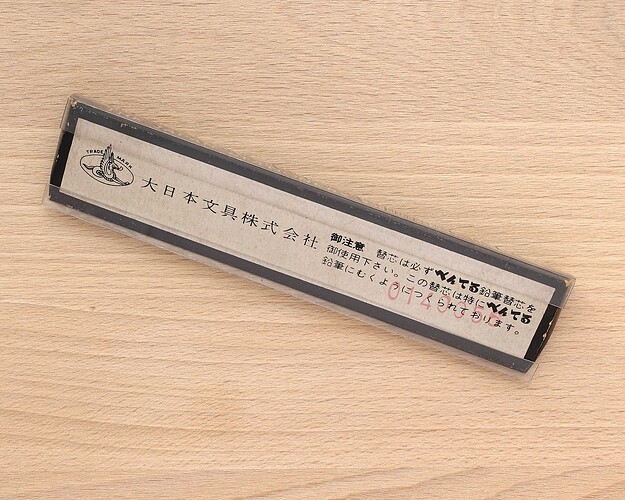 TRADE MARK
大日本文具株式会社
御注意 替芯は必ずぺんてる鉛筆替芯を
御使用下さい。この替芯は特にぺんてる
鉛筆にむくようにつくられております。